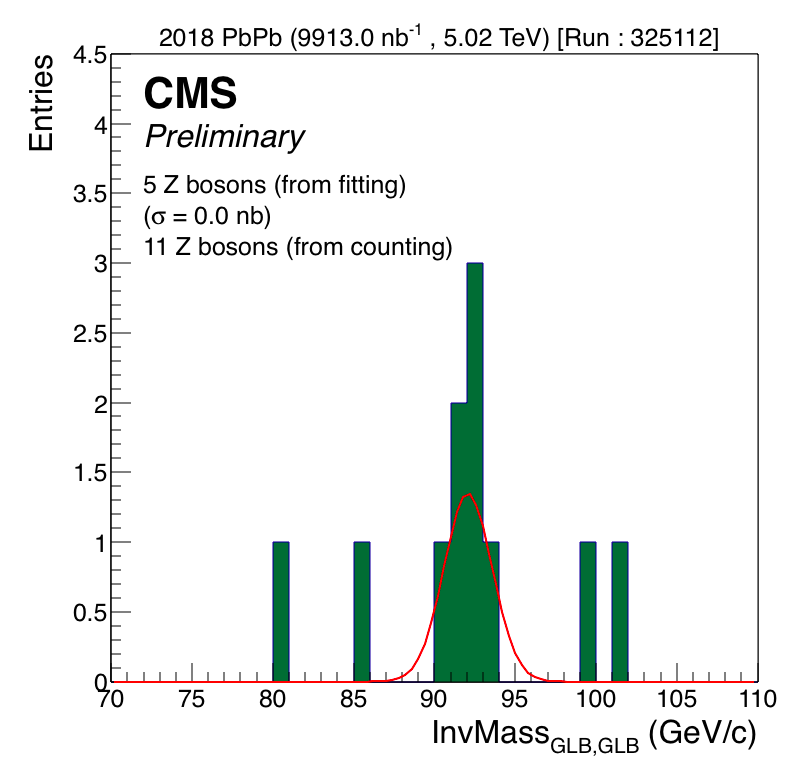 2018 PbPb (9913.0 nb⁻¹ , 5.02 TeV) [Run : 325112]
CMS
Preliminary
5 Z bosons (from fitting)
(σ = 0.0 nb)
11 Z bosons (from counting)
Entries
4.5
4
3.5
3
2.5
2
1.5
1
0.5
0
70 75 80 85 90 95 100 105 110
InvMass_GLB,GLB (GeV/c)